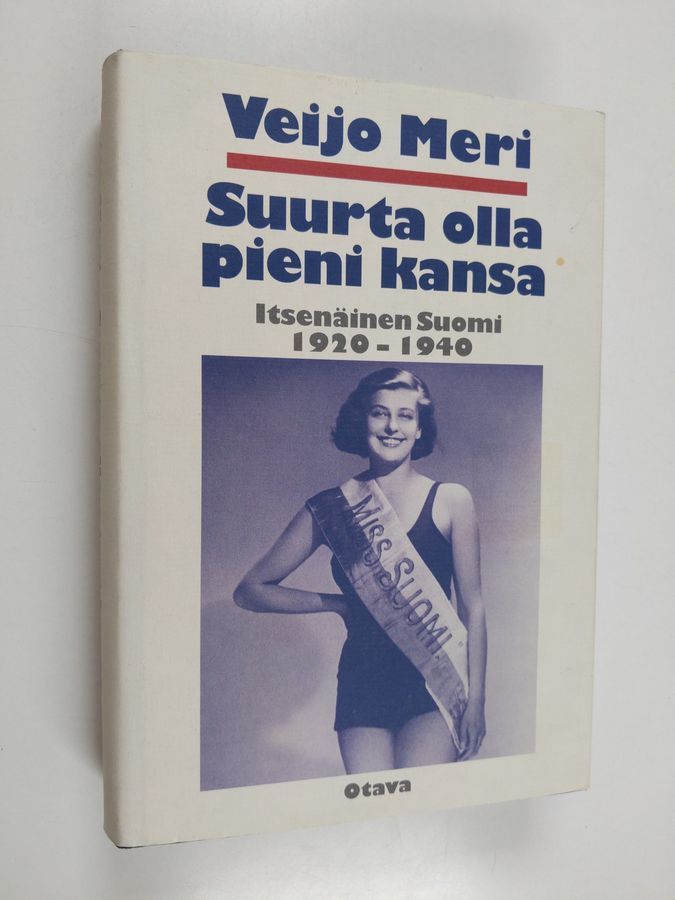 Veijo Meri
Suurta olla
pieni kansa
Itsenäinen Suomi
1920 – 1940
MISS SUOMI
Otava